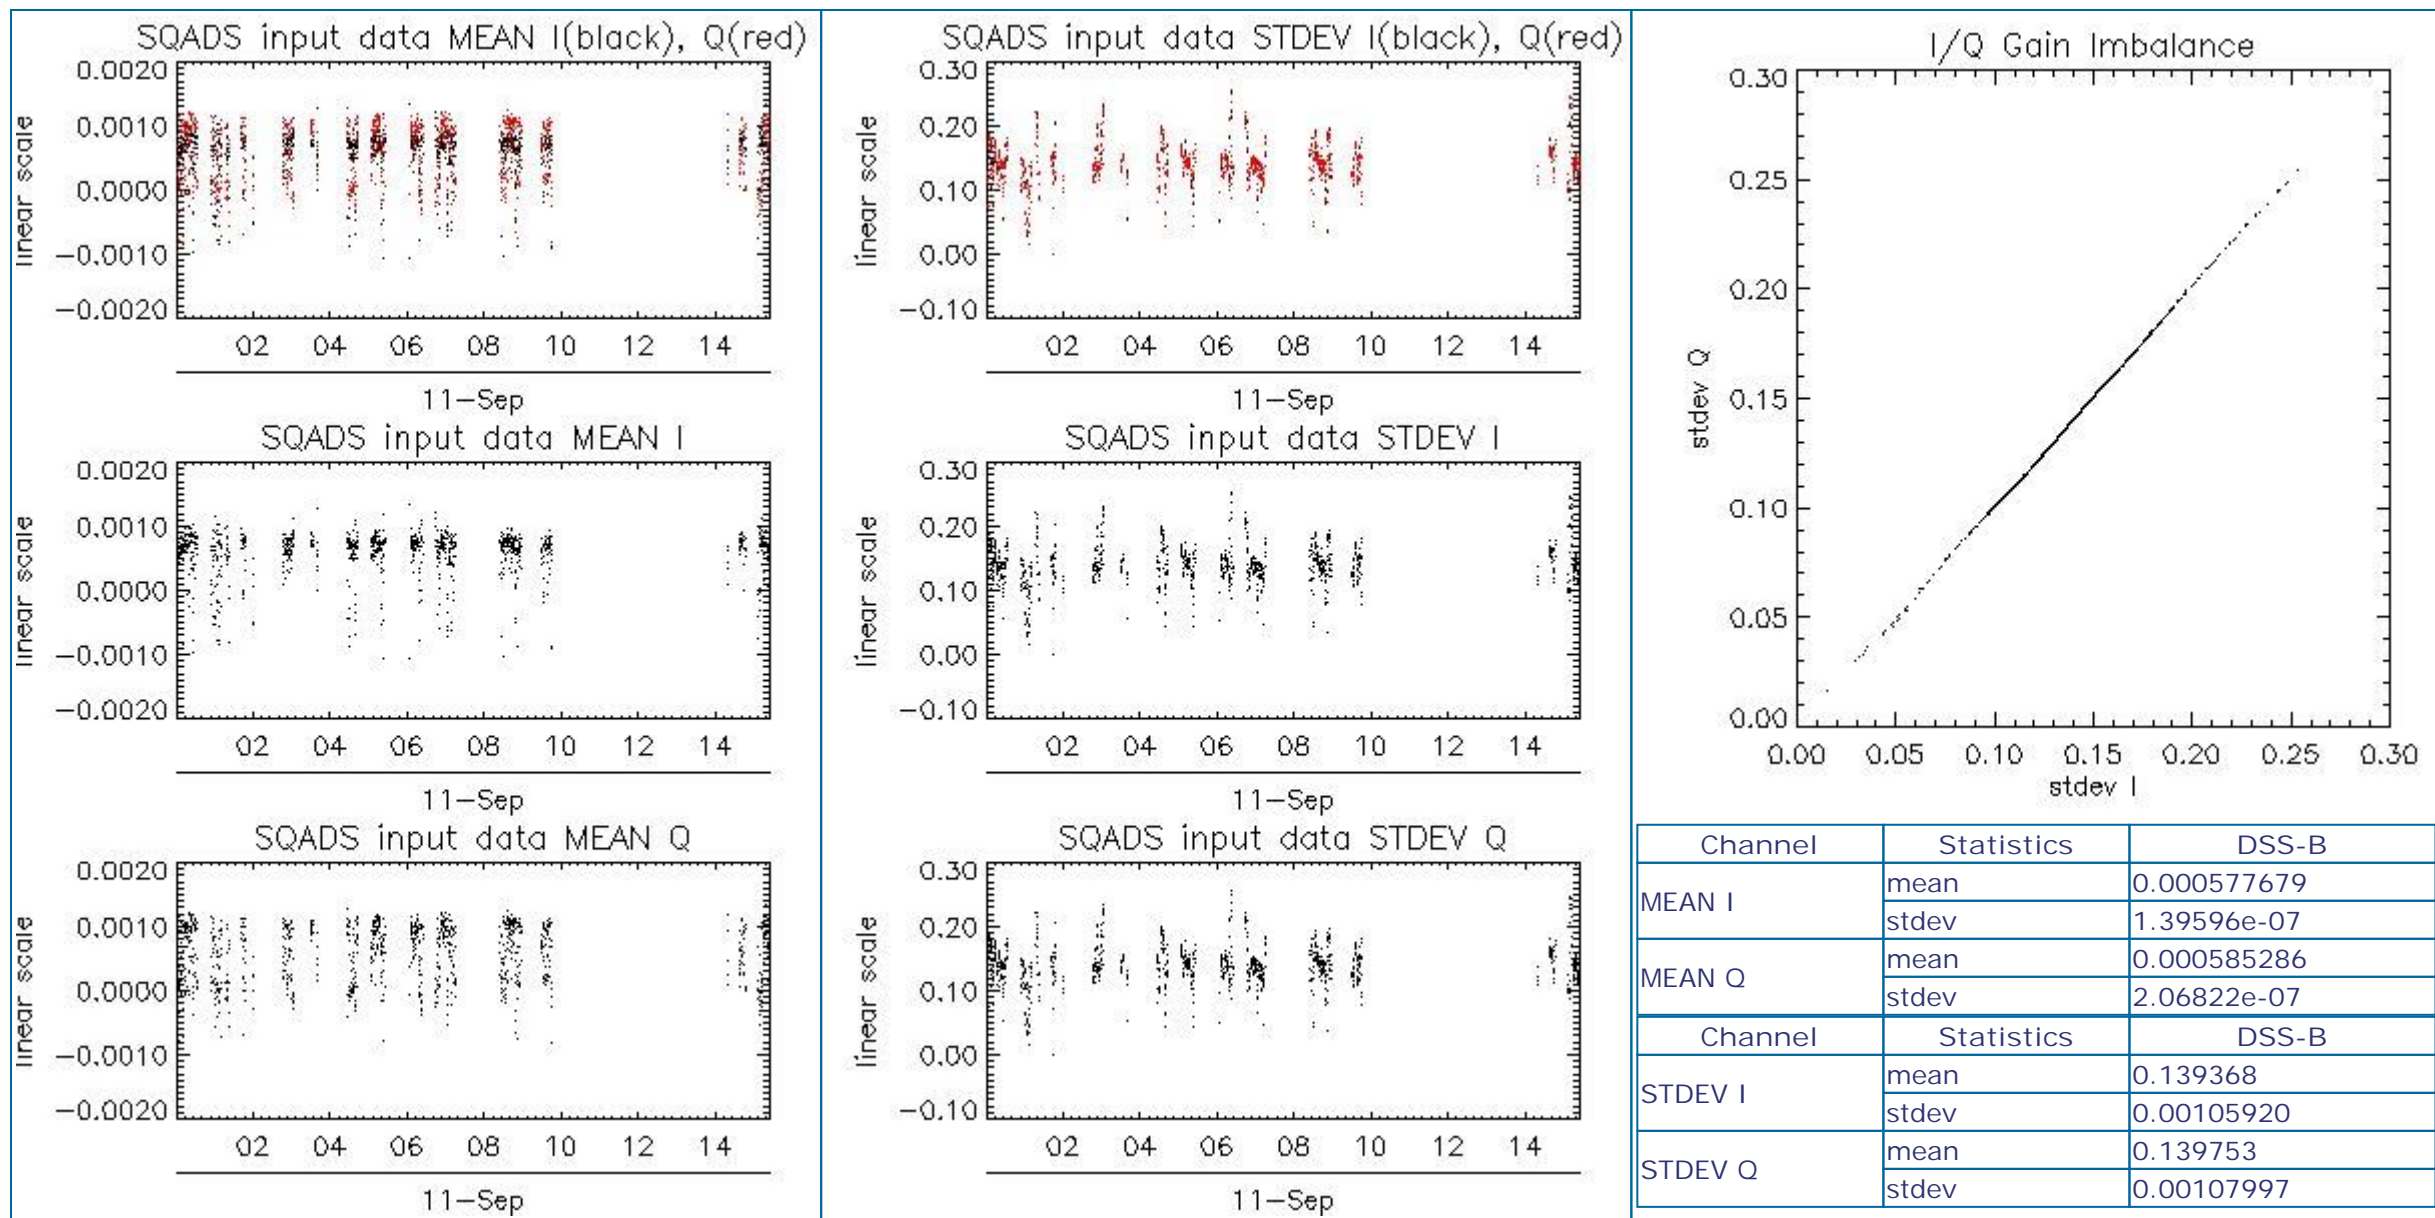 SQADS input data MEAN I(black), Q(red)
0.0020
0.0010
0.0000
−0.0010
−0.0020
linear scale
02 04 06 08 10 12 14
11−Sep
SQADS input data MEAN I
0.0020
0.0010
0.0000
−0.0010
−0.0020
linear scale
02 04 06 08 10 12 14
11−Sep
SQADS input data MEAN Q
0.0020
0.0010
0.0000
−0.0010
−0.0020
linear scale
02 04 06 08 10 12 14
11−Sep
SQADS input data STDEV I(black), Q(red)
0.30
0.20
0.10
0.00
−0.10
linear scale
02 04 06 08 10 12 14
11−Sep
SQADS input data STDEV I
0.30
0.20
0.10
0.00
−0.10
linear scale
02 04 06 08 10 12 14
11−Sep
SQADS input data STDEV Q
0.30
0.20
0.10
0.00
−0.10
linear scale
02 04 06 08 10 12 14
11−Sep
I/Q Gain Imbalance
0.30
0.25
0.20
0.15
0.10
0.05
0.00
stdev Q
0.00 0.05 0.10 0.15 0.20 0.25 0.30
stdev I
Channel Statistics DSS-B
MEAN I mean 0.000577679
stdev 1.39596e-07
MEAN Q mean 0.000585286
stdev 2.06822e-07
Channel Statistics DSS-B
STDEV I mean 0.139368
stdev 0.00105920
STDEV Q mean 0.139753
stdev 0.00107997